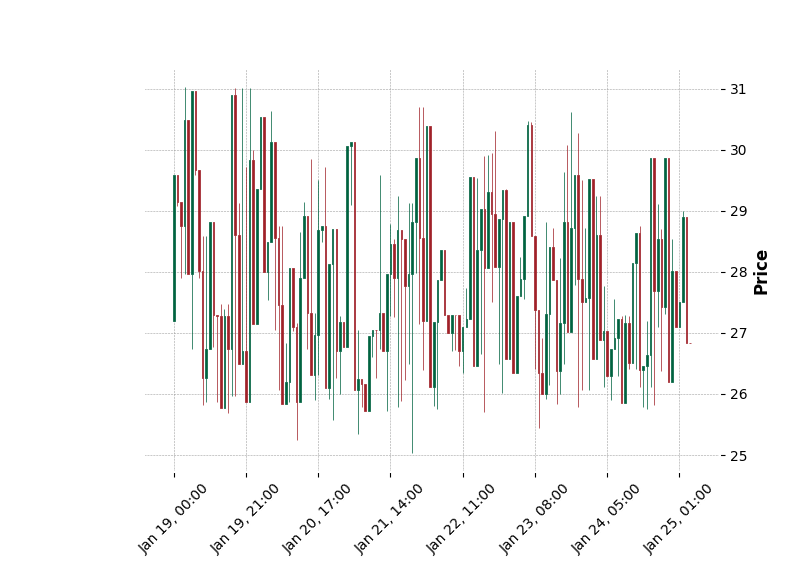 31
30
29
28
27
26
25
Price
Jan 19, 00:00
Jan 19, 21:00
Jan 20, 17:00
Jan 21, 14:00
Jan 22, 11:00
Jan 23, 08:00
Jan 24, 05:00
Jan 25, 01:00